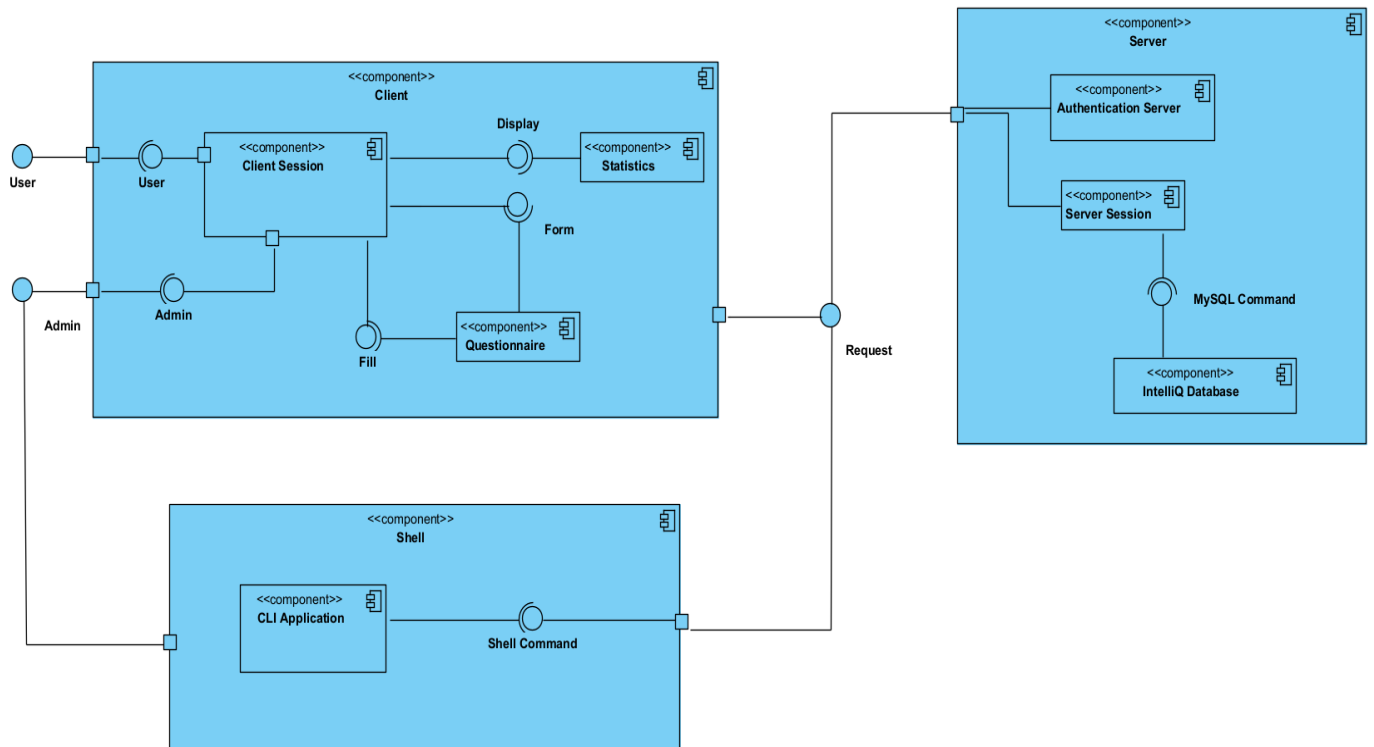 <<component>>
Server
<<component>>
Authentication Server
<<component>>
Server Session
MySQL Command
<<component>>
IntelliQ Database
<<component>>
Client
Display
<<component>>
Client Session
<<component>>
Statistics
User
User
Form
Admin
Admin
<<component>>
Questionnaire
Fill
Request
<<component>>
Shell
<<component>>
CLI Application
Shell Command